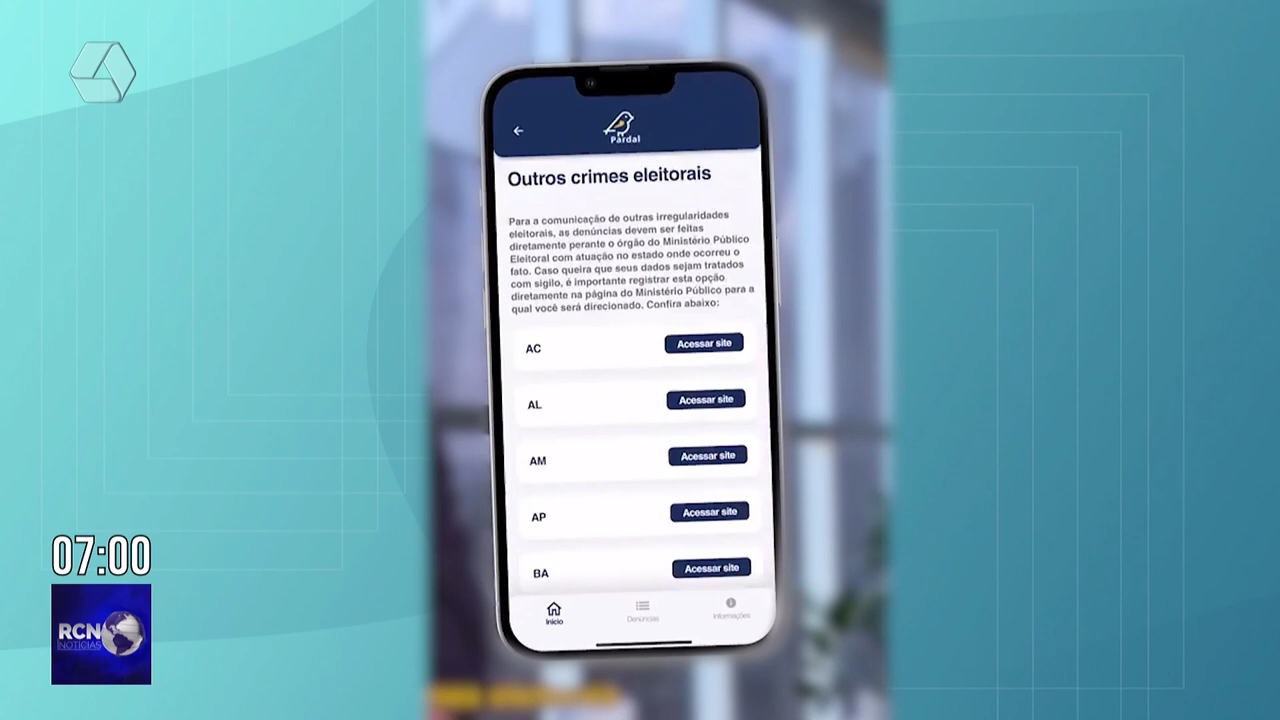 Pardal
Outros crimes eleitorais
Para a comunicação de outras irregularidades
eleitorais, as denúncias devem ser feitas
diretamente perante o órgão do Ministério Público
Eleitoral com atuação no estado onde ocorreu o
fato. Caso queira que seus dados sejam tratados
com sigilo, é importante registrar esta opção
diretamente na página do Ministério Público para a
qual você será direcionado. Confira abaixo:
AC
Acessar site
AL
Acessar site
AM
Acessar site
AP
Acessar site
BA
Acessar site
Início
Denúncias
Informações
07:00
RCN
NOTÍCIAS